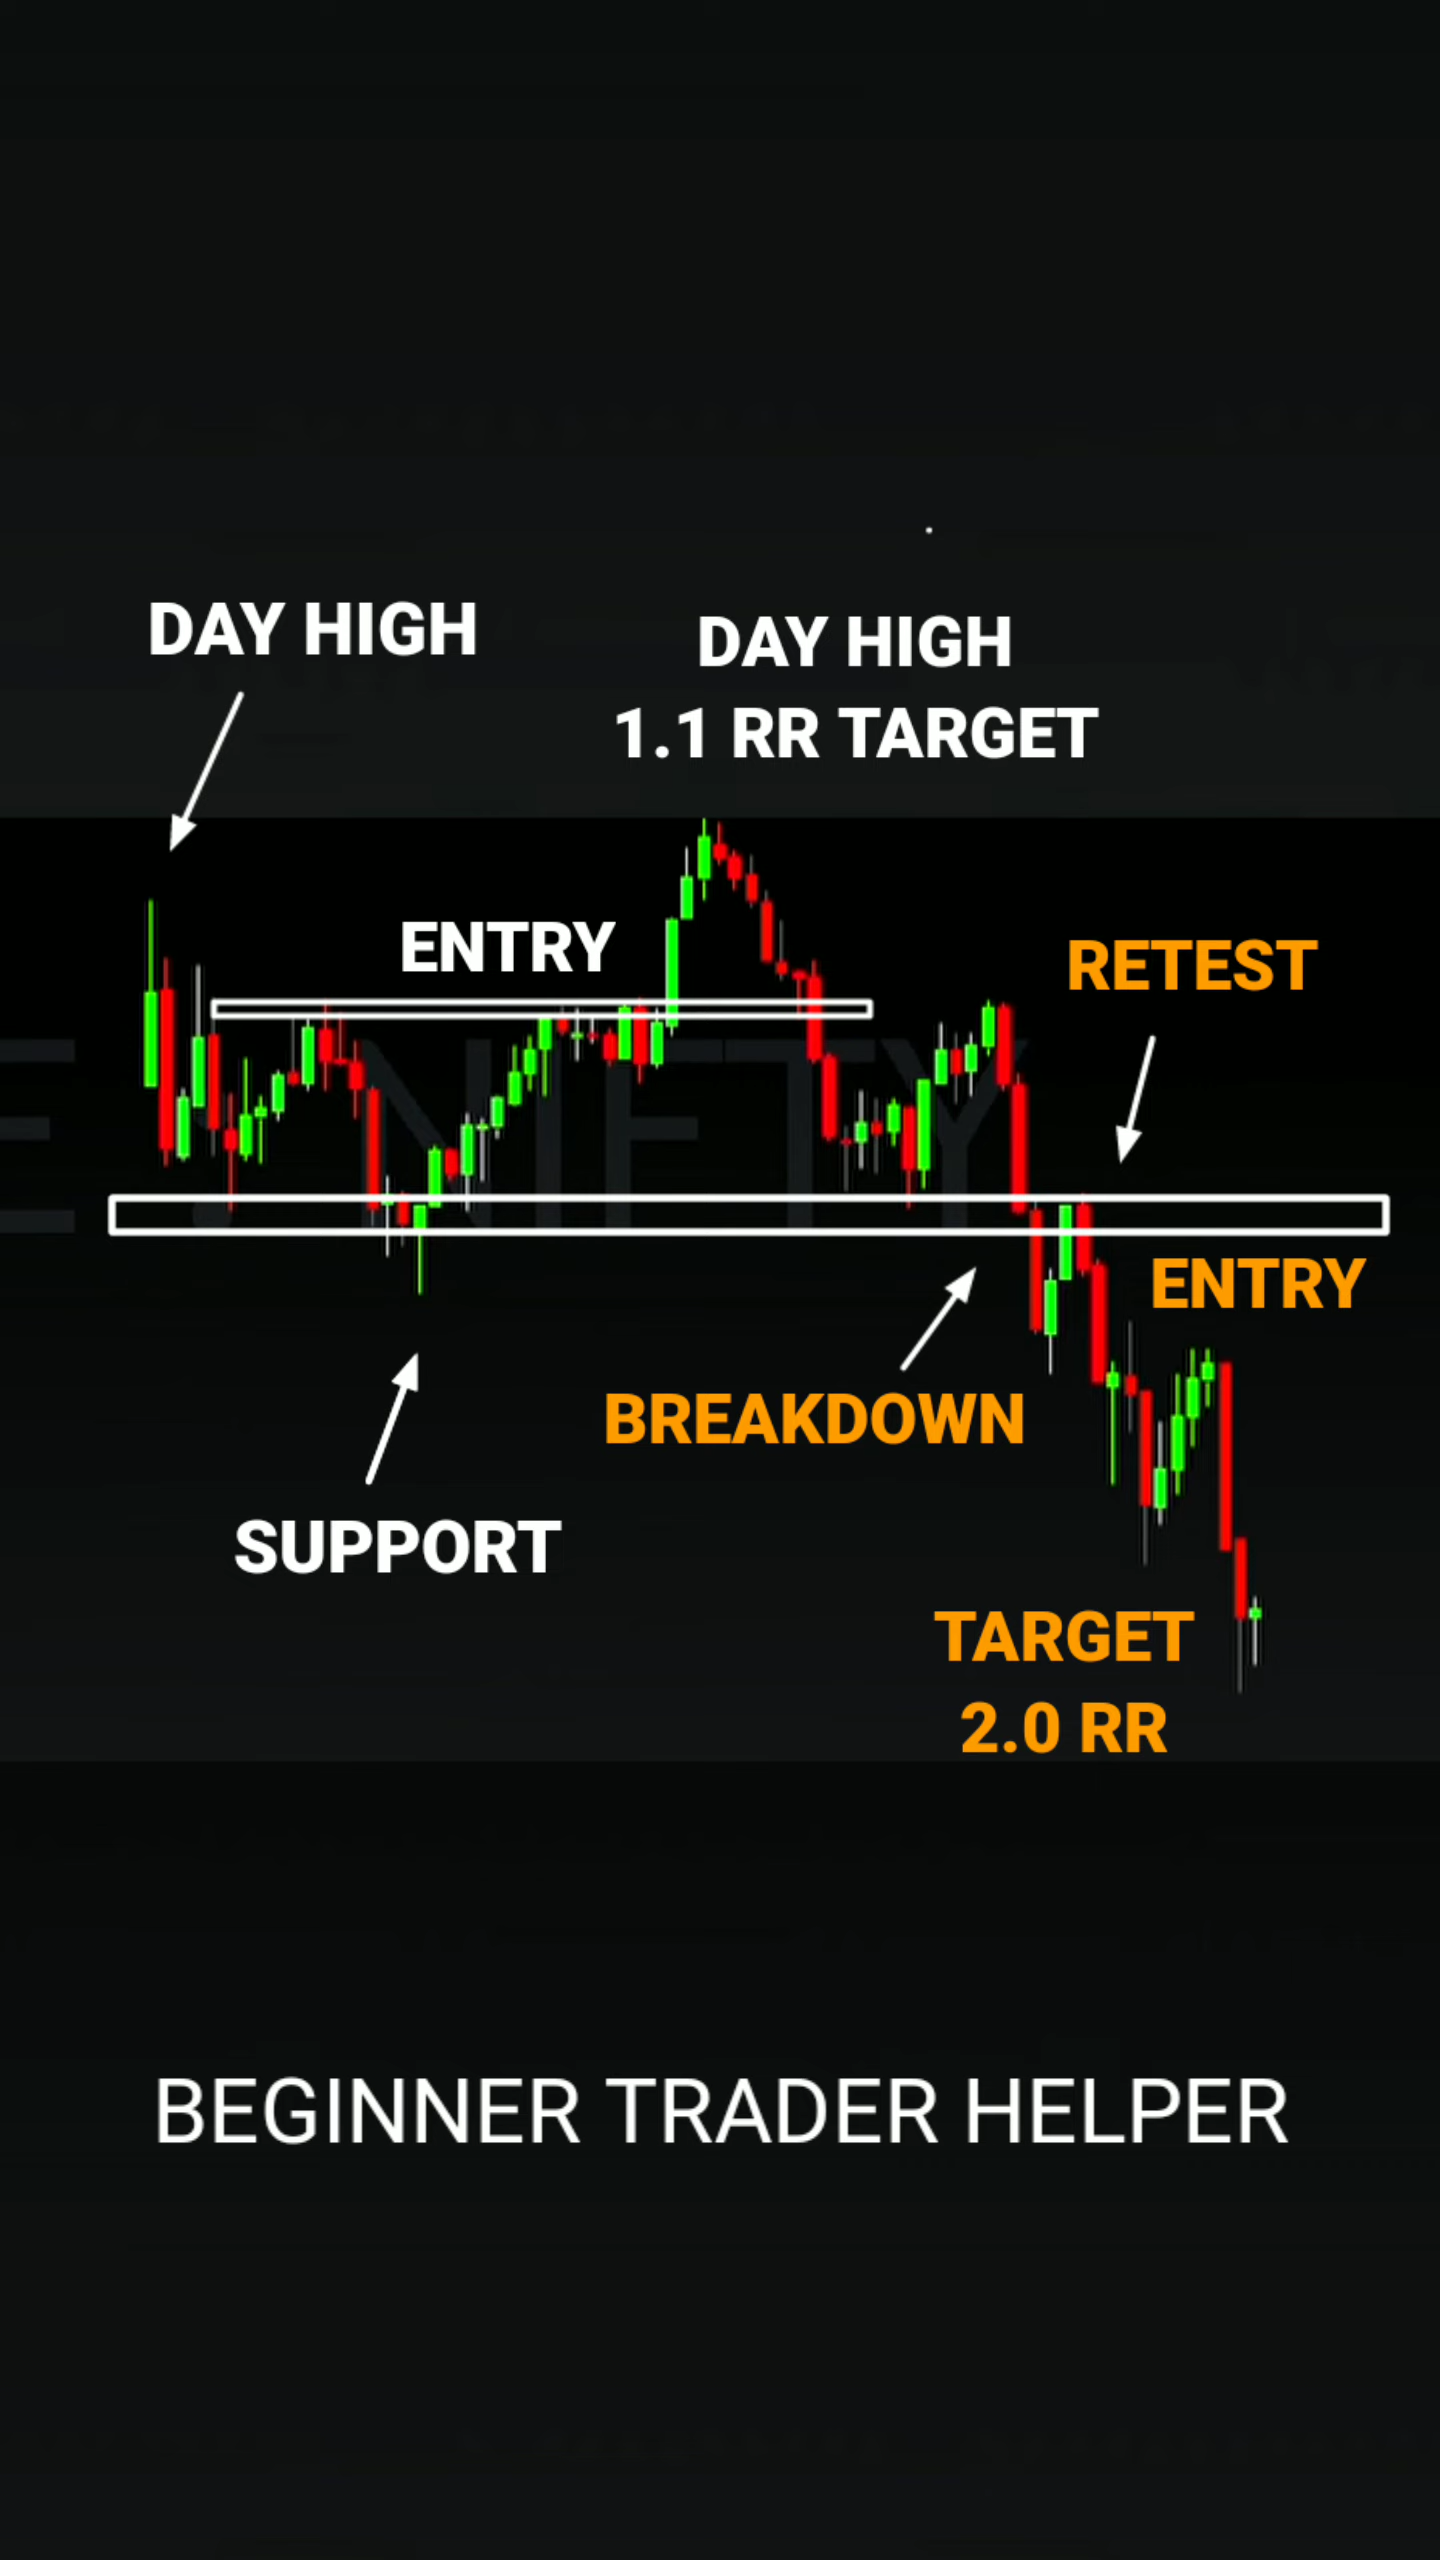 DAY HIGH
DAY HIGH
1.1 RR TARGET
ENTRY
RETEST
NIFTY
ENTRY
BREAKDOWN
SUPPORT
TARGET
2.0 RR
BEGINNER TRADER HELPER